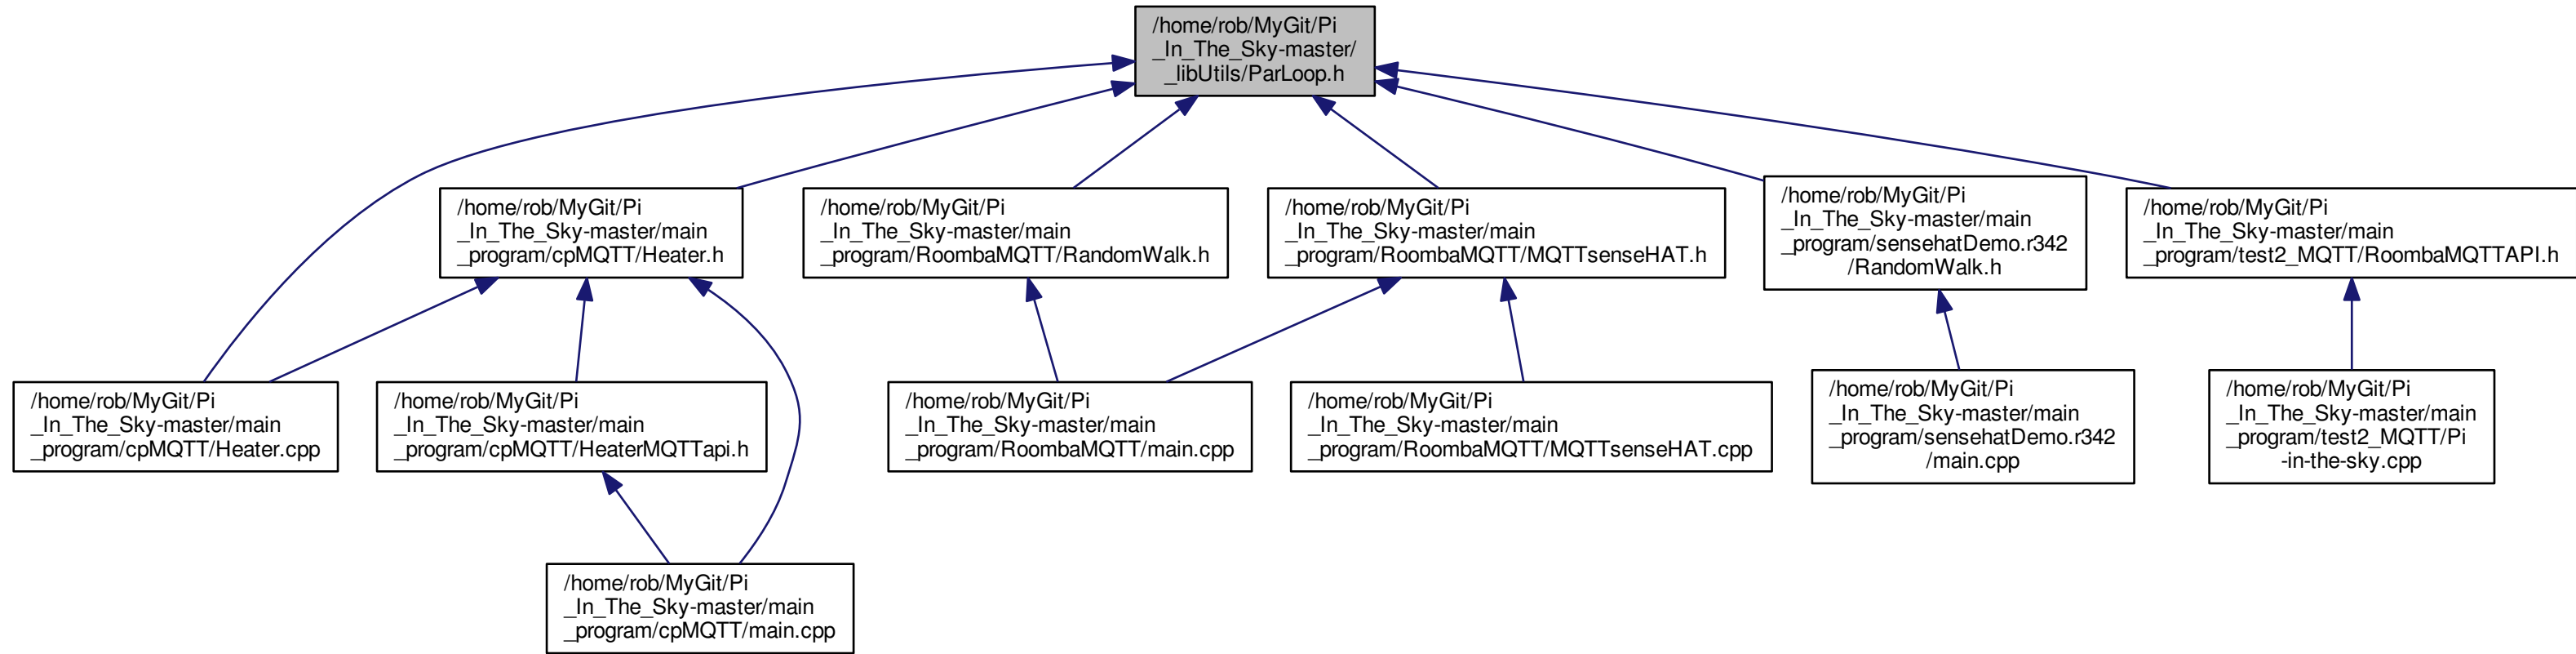 /home/rob/MyGit/Pi
_In_The_Sky-master/
_libUtils/ParLoop.h
/home/rob/MyGit/Pi
_In_The_Sky-master/main
_program/cpMQTT/Heater.h
/home/rob/MyGit/Pi
_In_The_Sky-master/main
_program/RoombaMQTT/RandomWalk.h
/home/rob/MyGit/Pi
_In_The_Sky-master/main
_program/RoombaMQTT/MQTTsenseHAT.h
/home/rob/MyGit/Pi
_In_The_Sky-master/main
_program/sensehatDemo.r342
/RandomWalk.h
/home/rob/MyGit/Pi
_In_The_Sky-master/main
_program/test2_MQTT/RoombaMQTTAPI.h
/home/rob/MyGit/Pi
_In_The_Sky-master/main
_program/cpMQTT/Heater.cpp
/home/rob/MyGit/Pi
_In_The_Sky-master/main
_program/cpMQTT/HeaterMQTTapi.h
/home/rob/MyGit/Pi
_In_The_Sky-master/main
_program/RoombaMQTT/main.cpp
/home/rob/MyGit/Pi
_In_The_Sky-master/main
_program/RoombaMQTT/MQTTsenseHAT.cpp
/home/rob/MyGit/Pi
_In_The_Sky-master/main
_program/sensehatDemo.r342
/main.cpp
/home/rob/MyGit/Pi
_In_The_Sky-master/main
_program/test2_MQTT/Pi
-in-the-sky.cpp
/home/rob/MyGit/Pi
_In_The_Sky-master/main
_program/cpMQTT/main.cpp